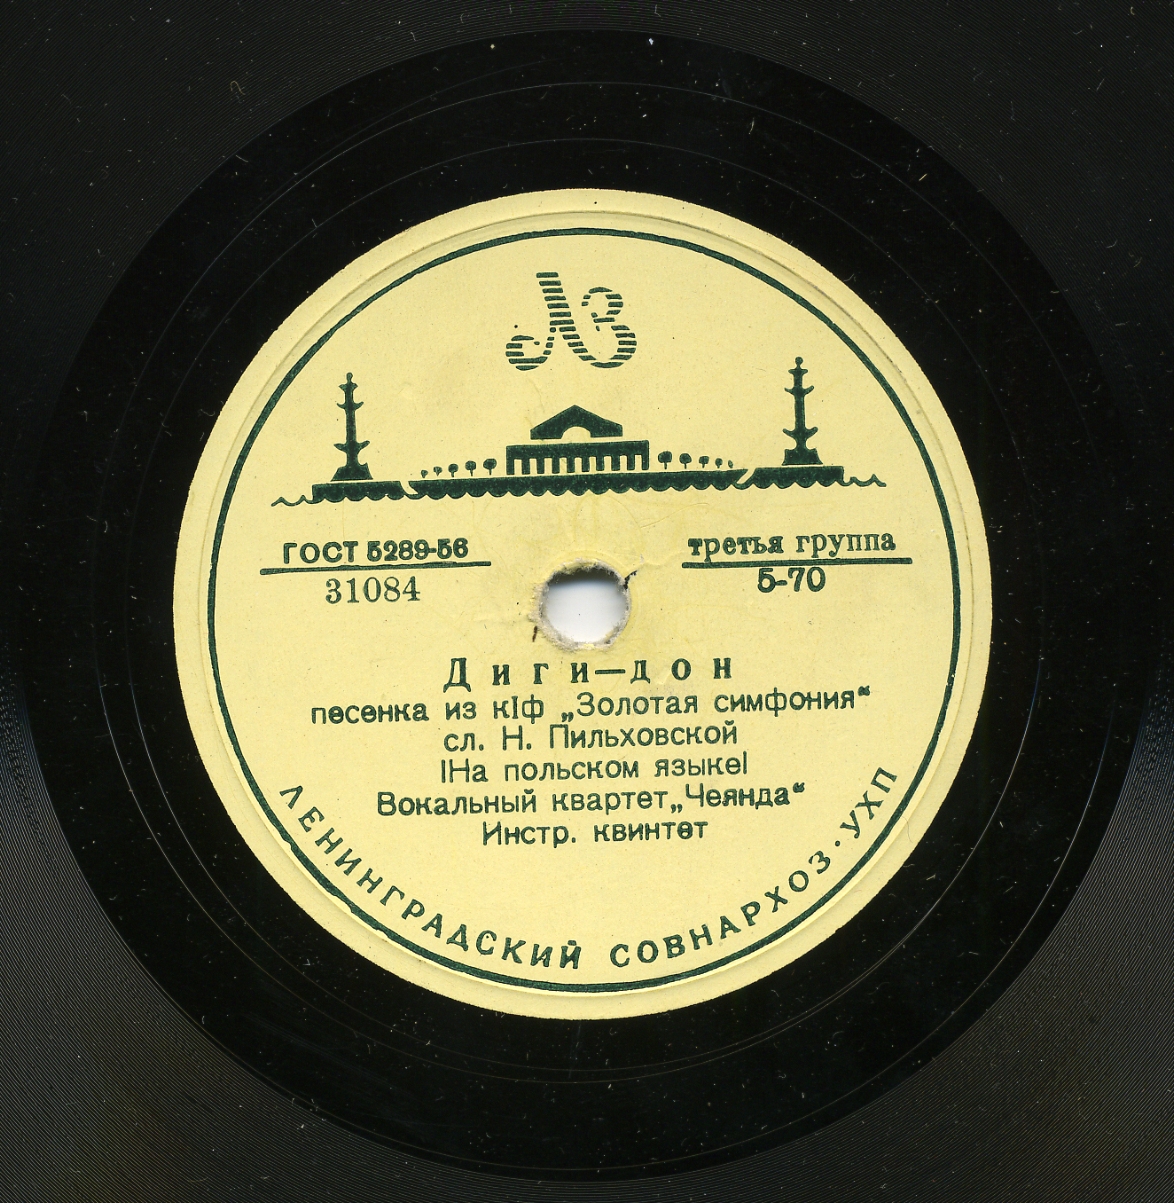 ЛЗ
ГОСТ 5289-56
31084
третья группа
5-70
Диги—дон
песенка из к|ф „Золотая симфония“
сл. Н. Пильховской
|На польском языке|
Вокальный квартет „Чеянда“
Инстр. квинтет
ЛЕНИНГРАДСКИЙ СОВНАРХОЗ · УХП